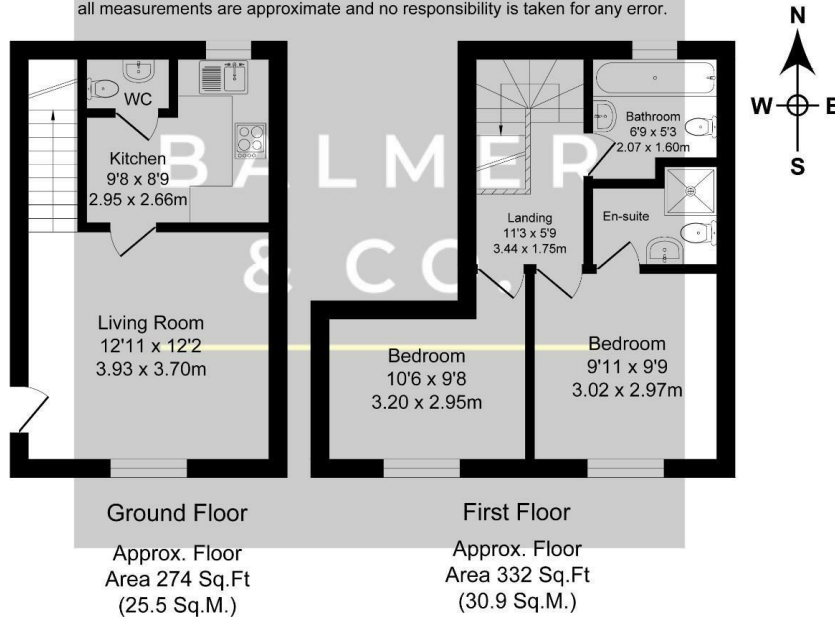 all measurements are approximate and no responsibility is taken for any error.
N
W
E
S
WC
Kitchen
9'8 x 8'9
2.95 x 2.66m
Living Room
12'11 x 12'2
3.93 x 3.70m
Bathroom
6'9 x 5'3
2.07 x 1.60m
Landing
11'3 x 5'9
3.44 x 1.75m
En-suite
Bedroom
10'6 x 9'8
3.20 x 2.95m
Bedroom
9'11 x 9'9
3.02 x 2.97m
BALMER
& CO.
Ground Floor
Approx. Floor
Area 274 Sq.Ft
(25.5 Sq.M.)
First Floor
Approx. Floor
Area 332 Sq.Ft
(30.9 Sq.M.)